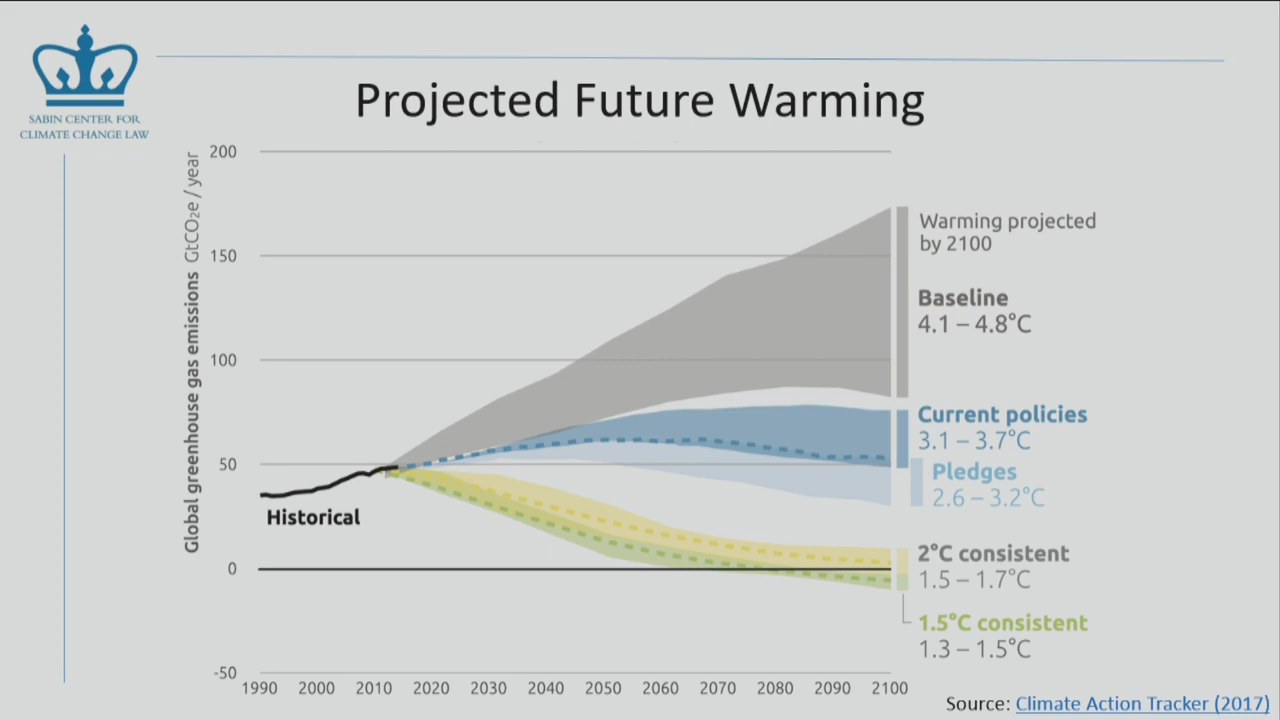 SABIN CENTER FOR
CLIMATE CHANGE LAW
Projected Future Warming
Global greenhouse gas emissions GtCO₂e / year
200
150
100
50
0
-50
1990 2000 2010 2020 2030 2040 2050 2060 2070 2080 2090 2100
Historical
Warming projected
by 2100
Baseline
4.1 – 4.8°C
Current policies
3.1 – 3.7°C
Pledges
2.6 – 3.2°C
2°C consistent
1.5 – 1.7°C
1.5°C consistent
1.3 – 1.5°C
Source: Climate Action Tracker (2017)